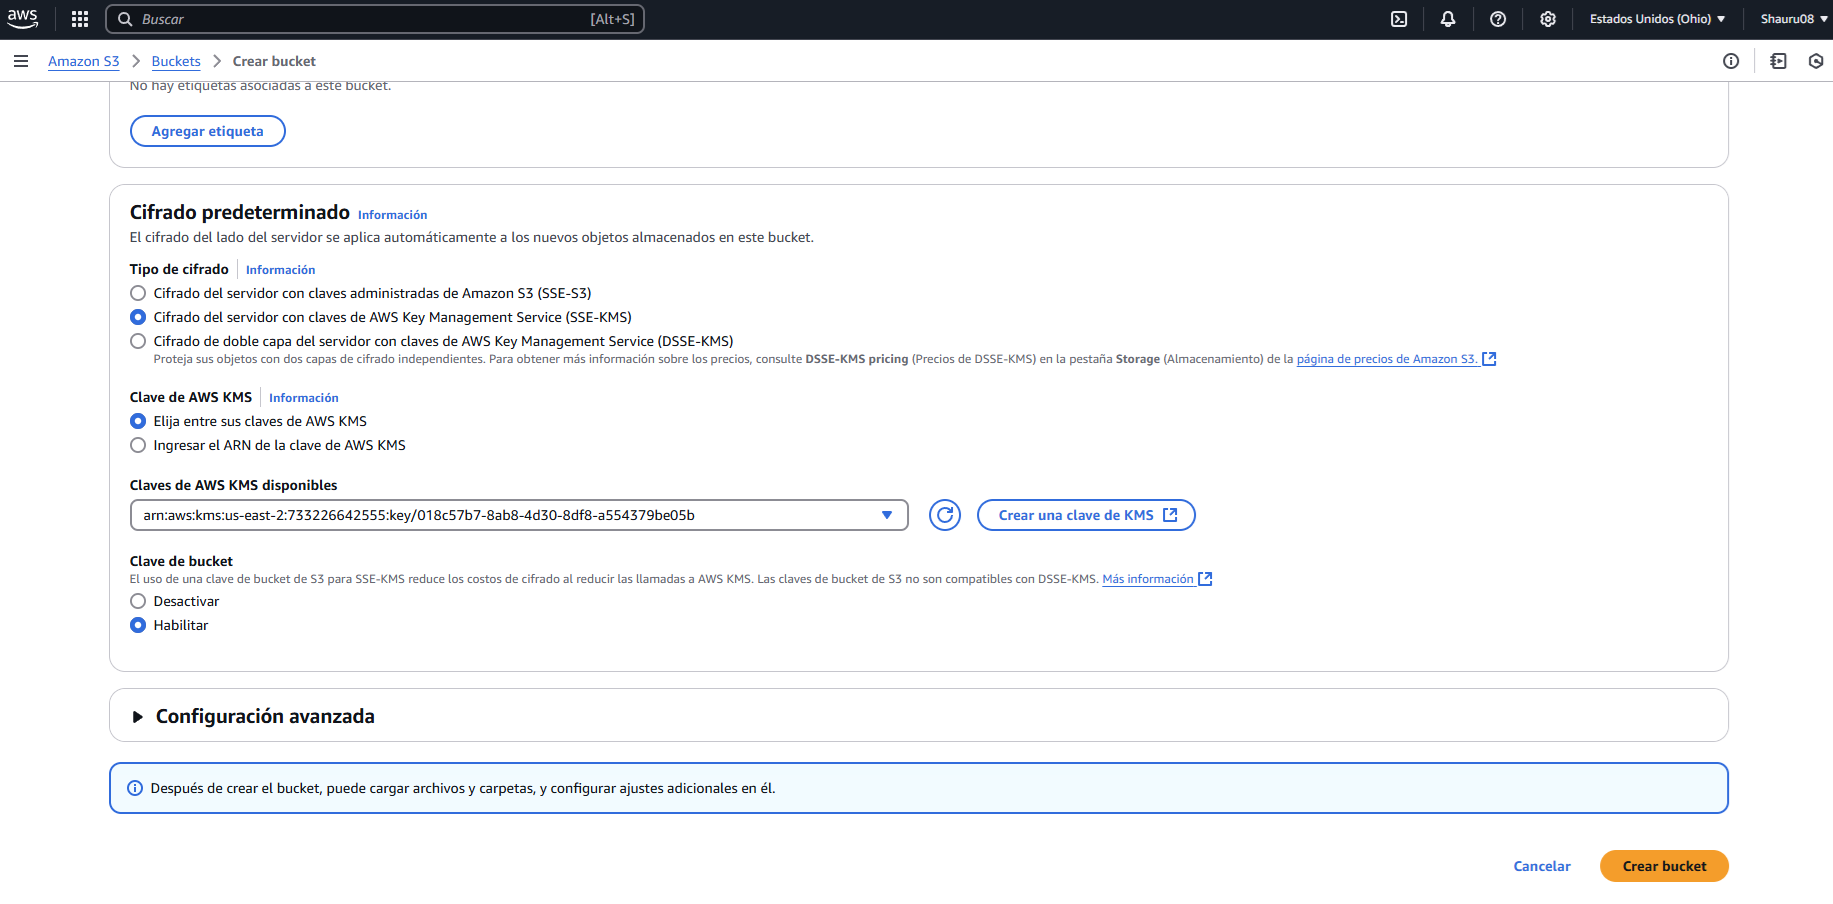 aws
Buscar [Alt+S]
Estados Unidos (Ohio)
Shauru08
Amazon S3 > Buckets > Crear bucket
No hay etiquetas asociadas a este bucket.
Agregar etiqueta
Cifrado predeterminado Información
El cifrado del lado del servidor se aplica automáticamente a los nuevos objetos almacenados en este bucket.
Tipo de cifrado | Información
Cifrado del servidor con claves administradas de Amazon S3 (SSE-S3)
Cifrado del servidor con claves de AWS Key Management Service (SSE-KMS)
Cifrado de doble capa del servidor con claves de AWS Key Management Service (DSSE-KMS)
Proteja sus objetos con dos capas de cifrado independientes. Para obtener más información sobre los precios, consulte DSSE-KMS pricing (Precios de DSSE-KMS) en la pestaña Storage (Almacenamiento) de la página de precios de Amazon S3.
Clave de AWS KMS | Información
Elija entre sus claves de AWS KMS
Ingresar el ARN de la clave de AWS KMS
Claves de AWS KMS disponibles
arn:aws:kms:us-east-2:733226642555:key/018c57b7-8ab8-4d30-8df8-a554379be05b
Crear una clave de KMS
Clave de bucket
El uso de una clave de bucket de S3 para SSE-KMS reduce los costos de cifrado al reducir las llamadas a AWS KMS. Las claves de bucket de S3 no son compatibles con DSSE-KMS. Más información
Desactivar
Habilitar
Configuración avanzada
Después de crear el bucket, puede cargar archivos y carpetas, y configurar ajustes adicionales en él.
Cancelar
Crear bucket